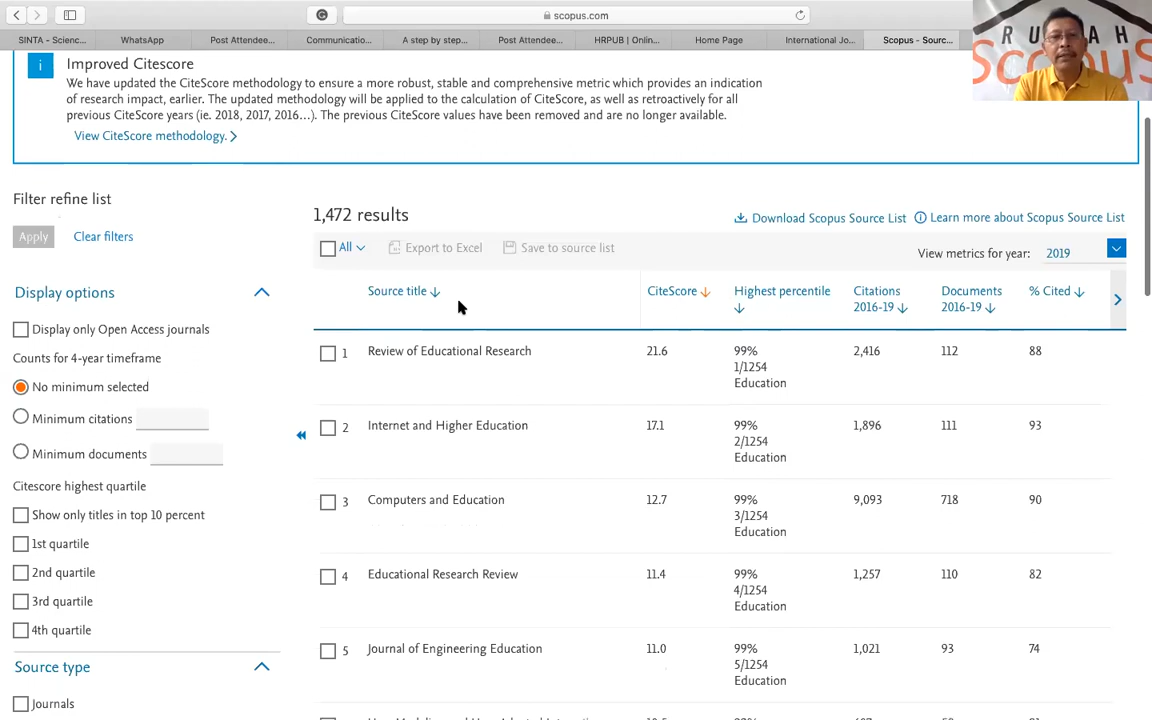 scopus.com
SINTA - Scienc...
WhatsApp
Post Attendee...
Communicatio...
A step by step...
Post Attendee...
HRPUB | Onlin...
Home Page
International Jo...
Scopus - Sourc...
RUMAH
Scopus
i
Improved Citescore
We have updated the CiteScore methodology to ensure a more robust, stable and comprehensive metric which provides an indication
of research impact, earlier. The updated methodology will be applied to the calculation of CiteScore, as well as retroactively for all
previous CiteScore years (ie. 2018, 2017, 2016...). The previous CiteScore values have been removed and are no longer available.
View CiteScore methodology. >
Filter refine list
Apply
Clear filters
Display options
Display only Open Access journals
Counts for 4-year timeframe
No minimum selected
Minimum citations
Minimum documents
Citescore highest quartile
Show only titles in top 10 percent
1st quartile
2nd quartile
3rd quartile
4th quartile
Source type
Journals
1,472 results
Download Scopus Source List
Learn more about Scopus Source List
All
Export to Excel
Save to source list
View metrics for year: 2019
Source title ↓
CiteScore ↓
Highest percentile ↓
Citations 2016-19 ↓
Documents 2016-19 ↓
% Cited ↓
1 Review of Educational Research 21.6 99% 2,416 112 88
1/1254
Education
2 Internet and Higher Education 17.1 99% 1,896 111 93
2/1254
Education
3 Computers and Education 12.7 99% 9,093 718 90
3/1254
Education
4 Educational Research Review 11.4 99% 1,257 110 82
4/1254
Education
5 Journal of Engineering Education 11.0 99% 1,021 93 74
5/1254
Education